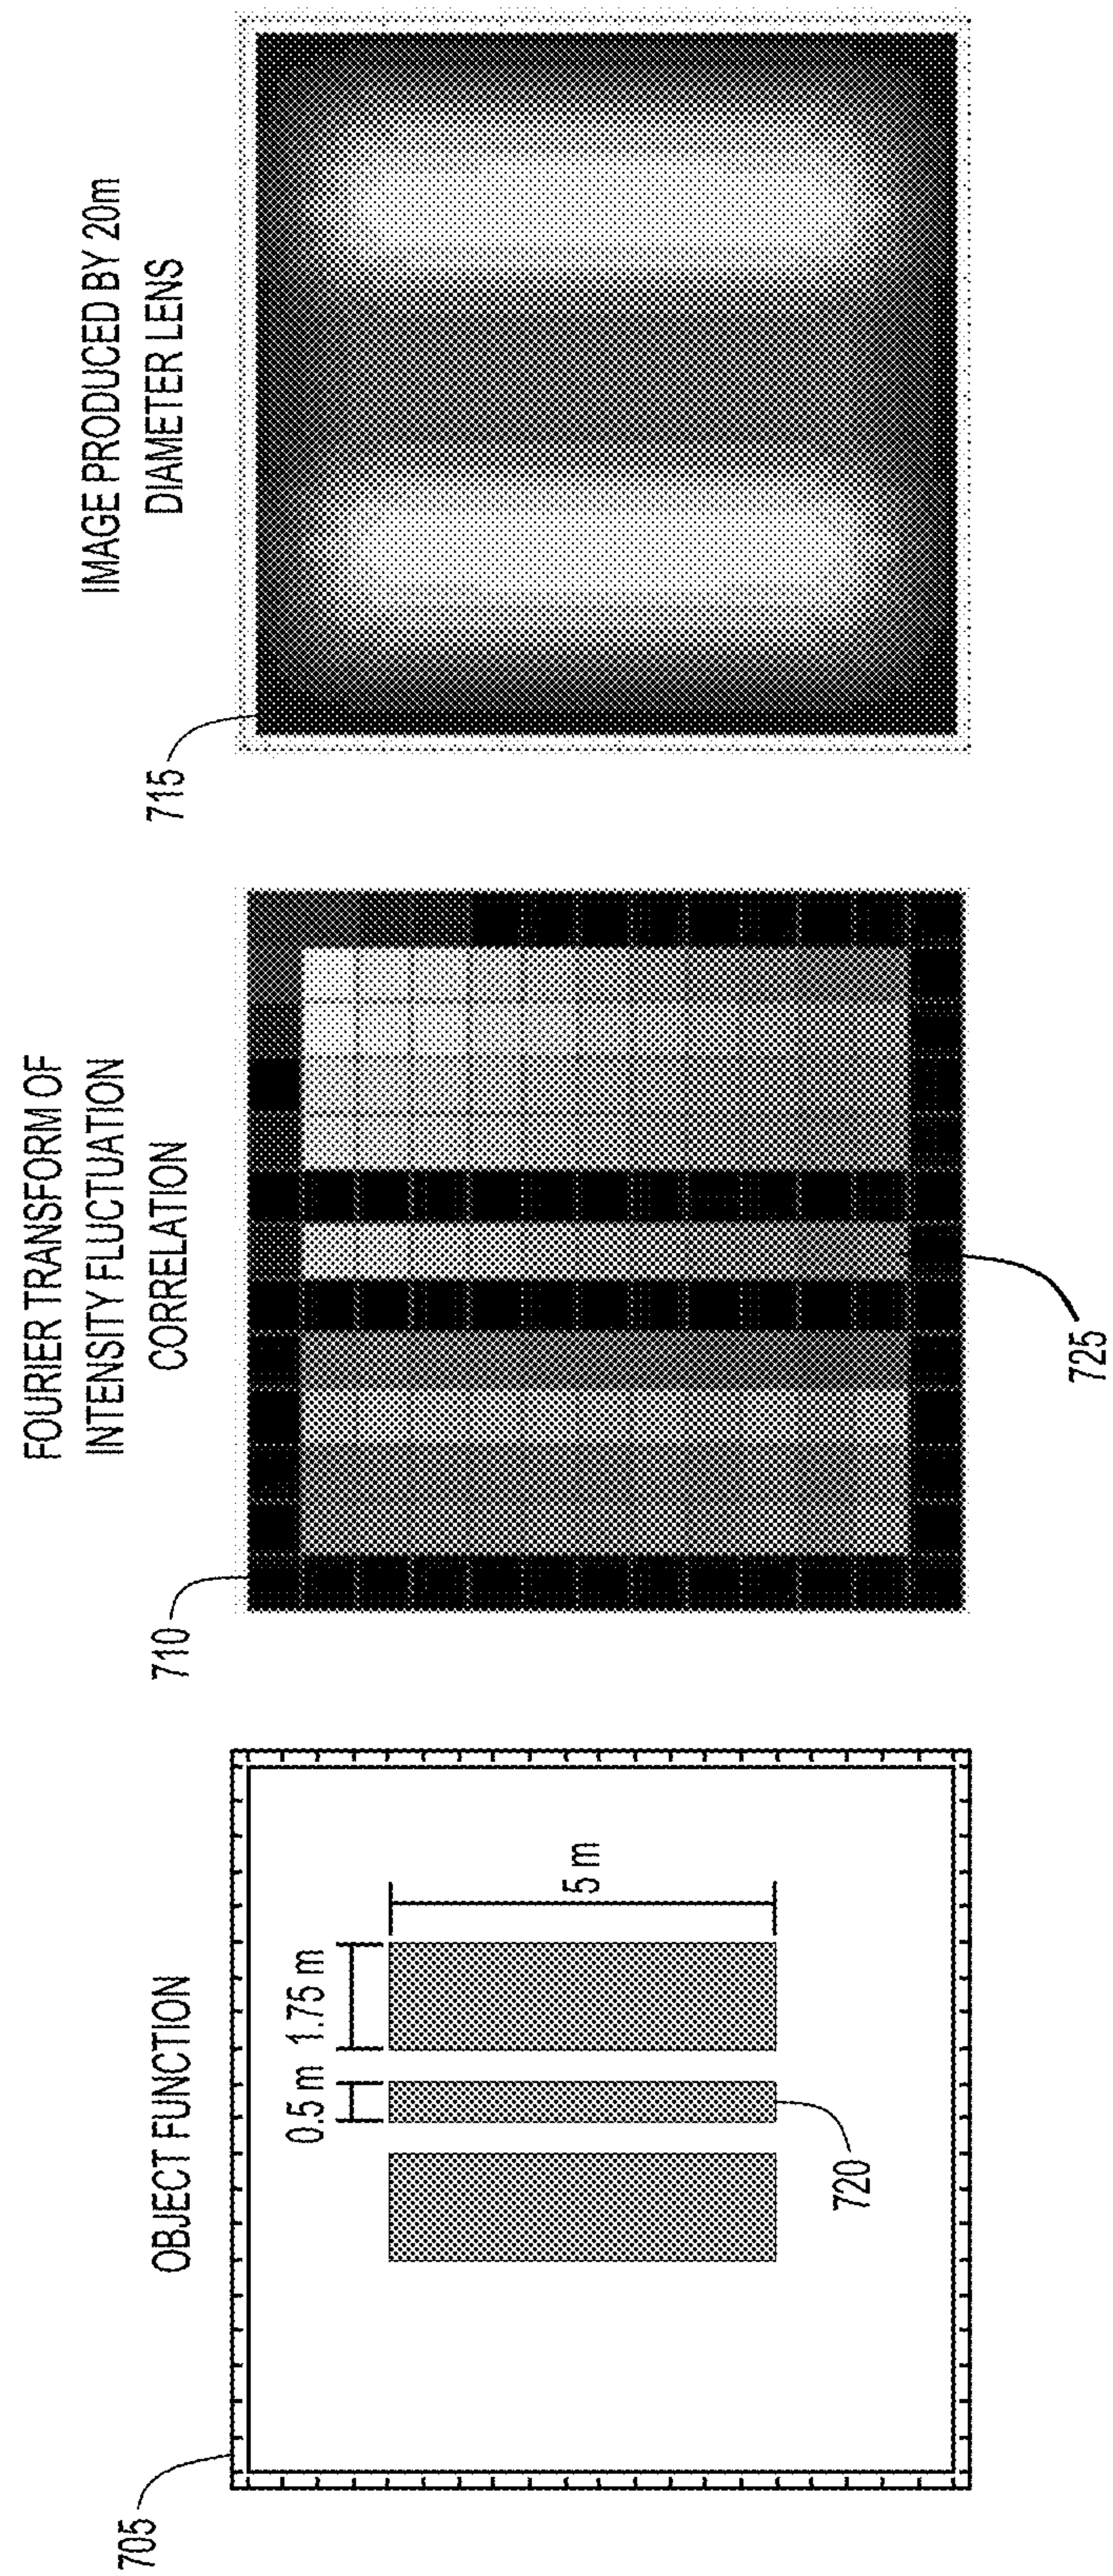 OBJECT FUNCTION
705
0.5 m
1.75 m
5 m
720
FOURIER TRANSFORM OF
INTENSITY FLUCTUATION
CORRELATION
710
725
IMAGE PRODUCED BY 20m
DIAMETER LENS
715